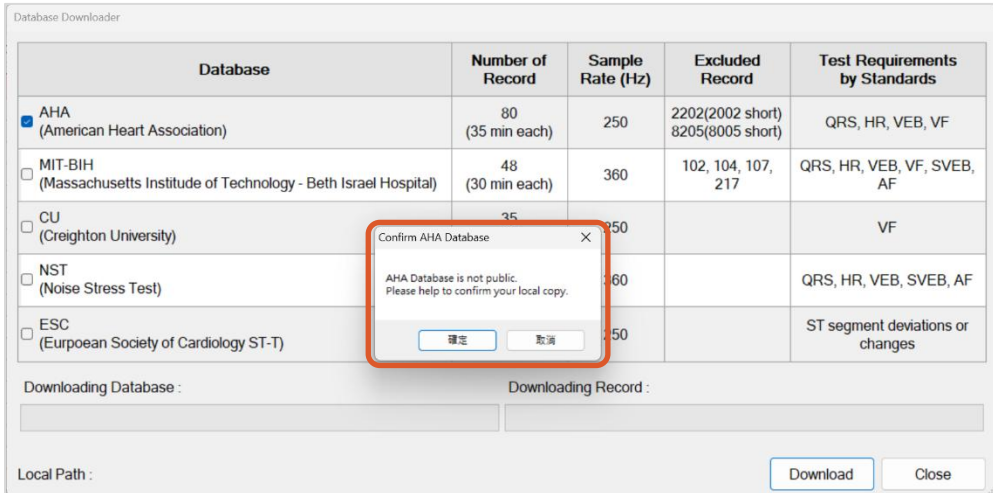 Database Downloader
Database
Number of
Record
Sample
Rate (Hz)
Excluded
Record
Test Requirements
by Standards
AHA
(American Heart Association)
80
(35 min each)
250
2202(2002 short)
8205(8005 short)
QRS, HR, VEB, VF
MIT-BIH
(Massachusetts Institute of Technology - Beth Israel Hospital)
48
(30 min each)
360
102, 104, 107,
217
QRS, HR, VEB, VF, SVEB,
AF
CU
(Creighton University)
35
250
VF
NST
(Noise Stress Test)
360
QRS, HR, VEB, SVEB, AF
ESC
(Eurpoean Society of Cardiology ST-T)
250
ST segment deviations or
changes
Confirm AHA Database
AHA Database is not public.
Please help to confirm your local copy.
確定
取消
Downloading Database :
Downloading Record :
Local Path :
Download
Close